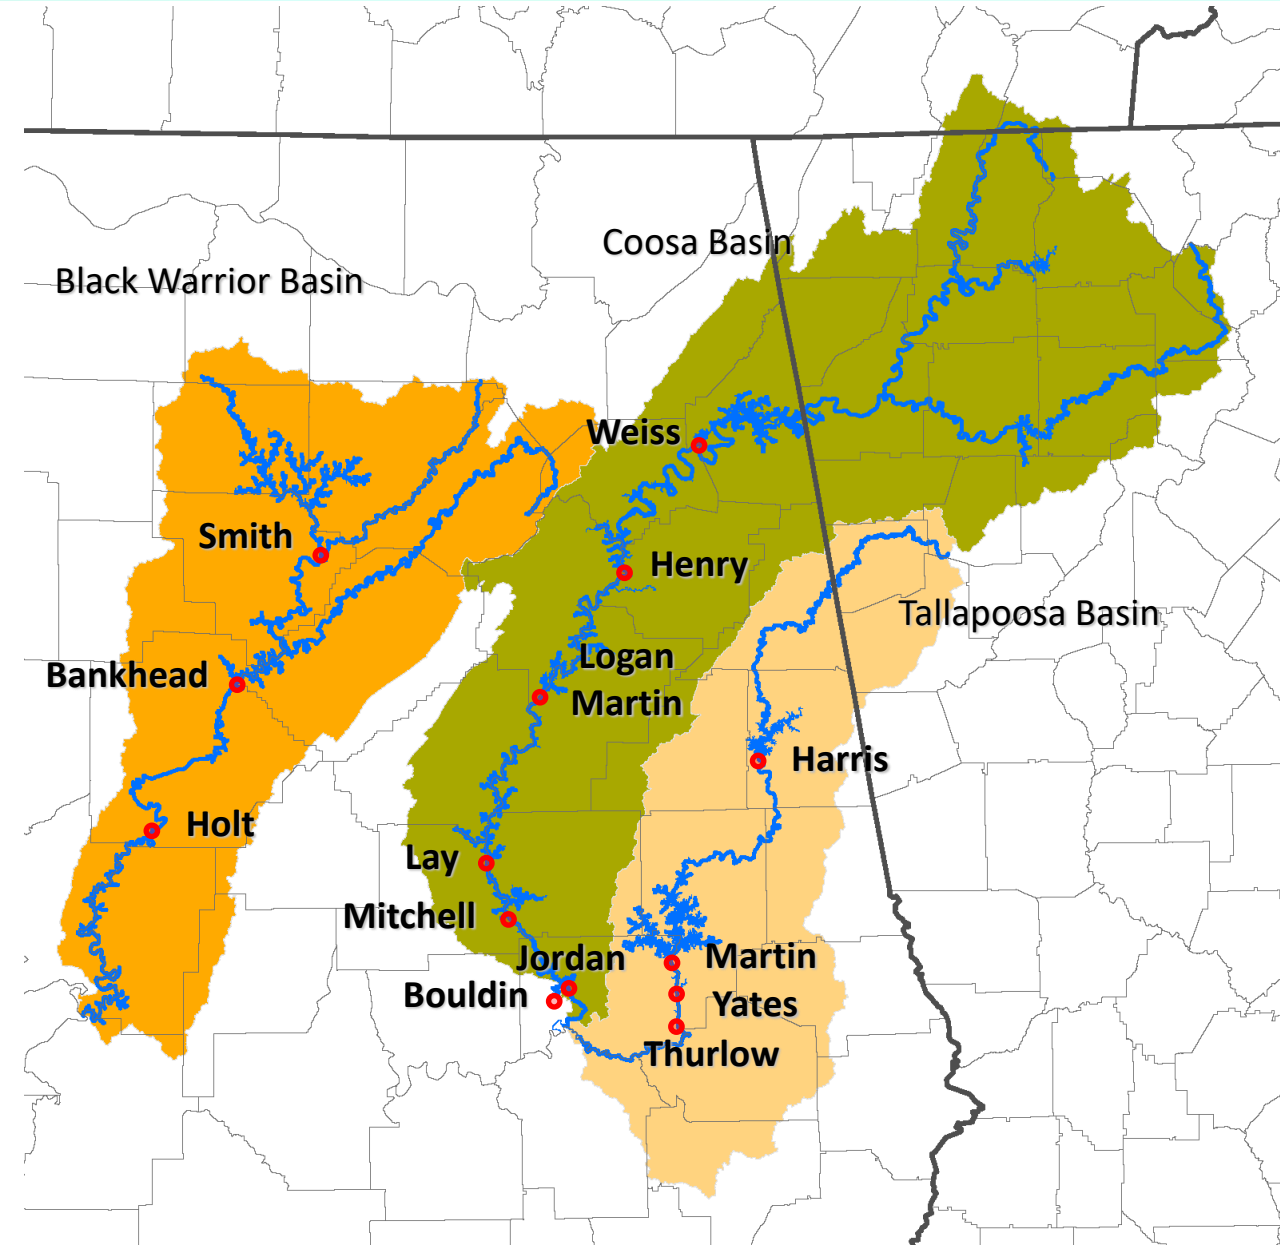 Coosa Basin
Black Warrior Basin
Weiss
Smith
Henry
Tallapoosa Basin
Logan
Martin
Bankhead
Harris
Holt
Lay
Mitchell
Jordan
Martin
Bouldin
Yates
Thurlow